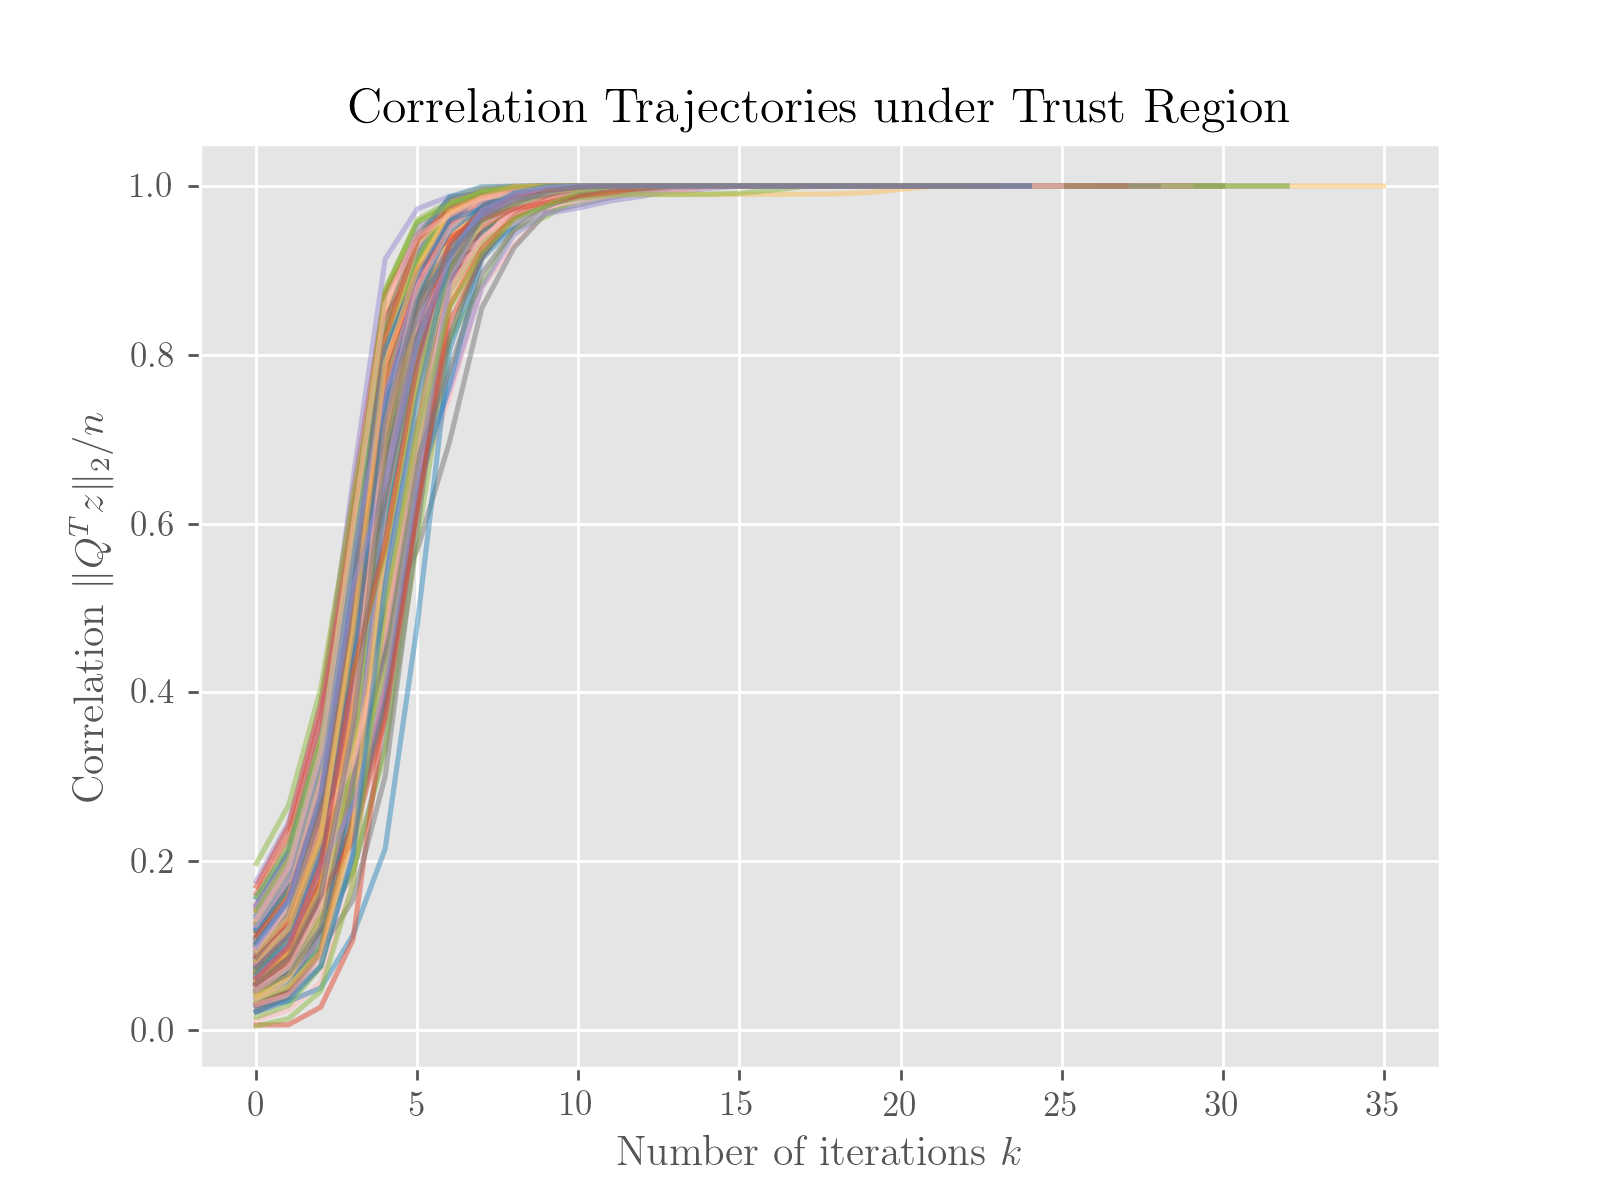 Correlation Trajectories under Trust Region
1.0
0.8
0.6
0.4
0.2
0.0
Correlation ||Q^T z||_2/n
0 5 10 15 20 25 30 35
Number of iterations k